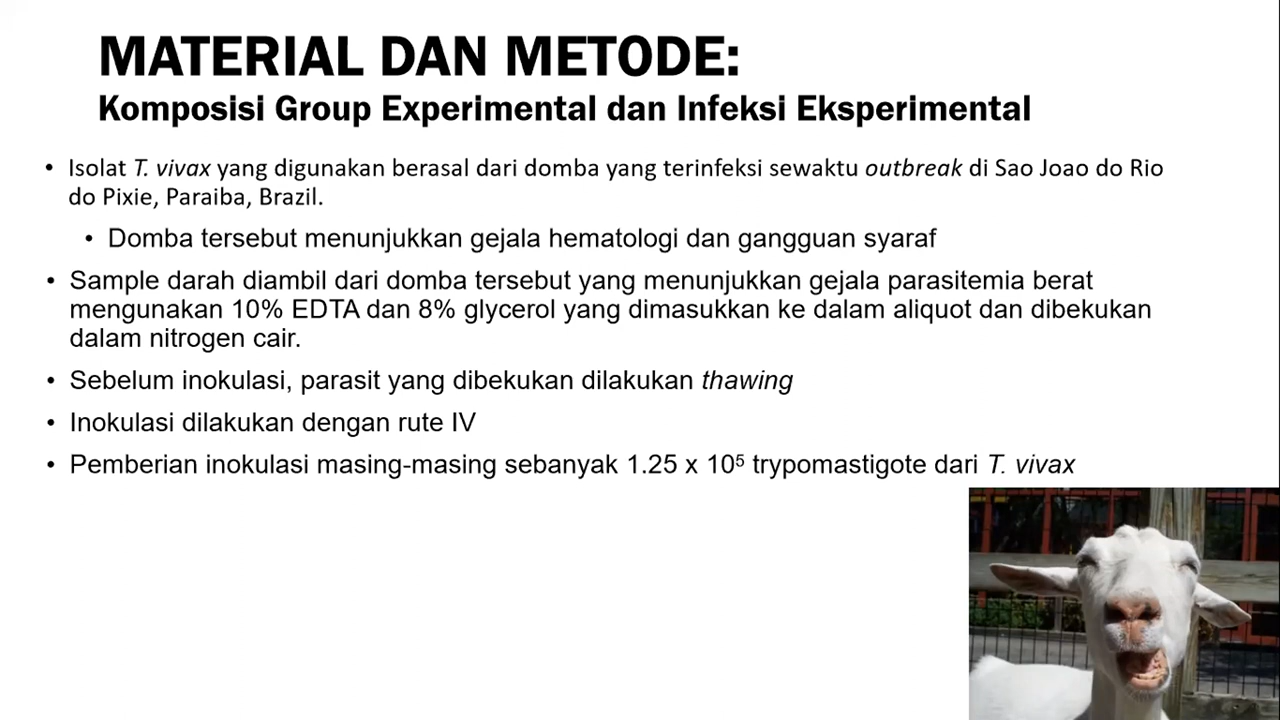 MATERIAL DAN METODE:
Komposisi Group Experimental dan Infeksi Eksperimental
• Isolat T. vivax yang digunakan berasal dari domba yang terinfeksi sewaktu outbreak di Sao Joao do Rio
do Pixie, Paraiba, Brazil.
• Domba tersebut menunjukkan gejala hematologi dan gangguan syaraf
• Sample darah diambil dari domba tersebut yang menunjukkan gejala parasitemia berat
mengunakan 10% EDTA dan 8% glycerol yang dimasukkan ke dalam aliquot dan dibekukan
dalam nitrogen cair.
• Sebelum inokulasi, parasit yang dibekukan dilakukan thawing
• Inokulasi dilakukan dengan rute IV
• Pemberian inokulasi masing-masing sebanyak 1.25 x 10⁵ trypomastigote dari T. vivax